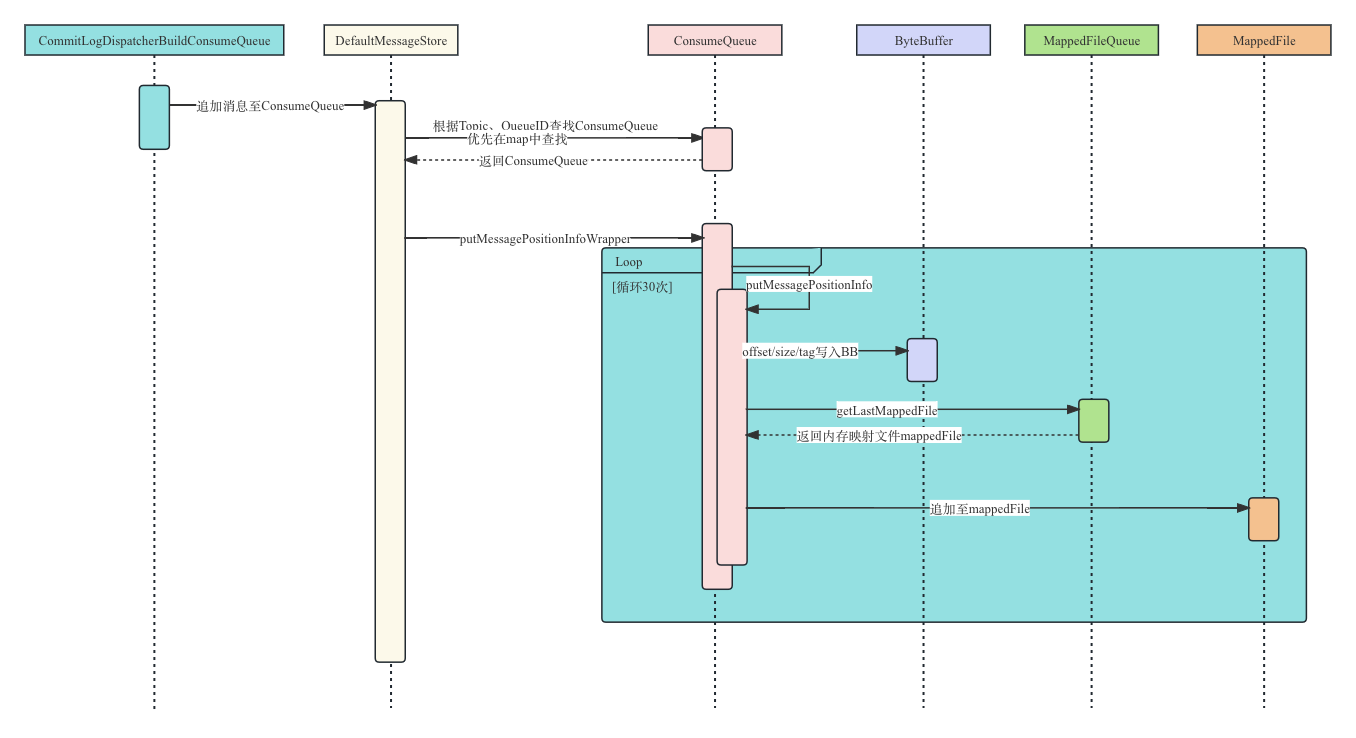 CommitLogDispatcherBuildConsumeQueue
DefaultMessageStore
ConsumeQueue
ByteBuffer
MappedFileQueue
MappedFile
追加消息至ConsumeQueue
根据Topic、QueueID查找ConsumeQueue
优先在map中查找
返回ConsumeQueue
putMessagePositionInfoWrapper
Loop
[循环30次]
putMessagePositionInfo
offset/size/tag写入BB
getLastMappedFile
返回内存映射文件mappedFile
追加至mappedFile